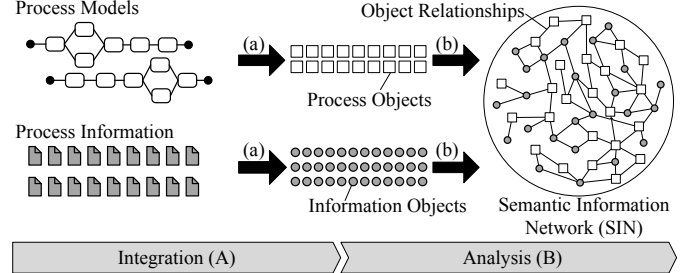 Process Models
Object Relationships
(a)
(b)
Process Objects
Process Information
(a)
(b)
Information Objects
Semantic Information
Network (SIN)
Integration (A)
Analysis (B)